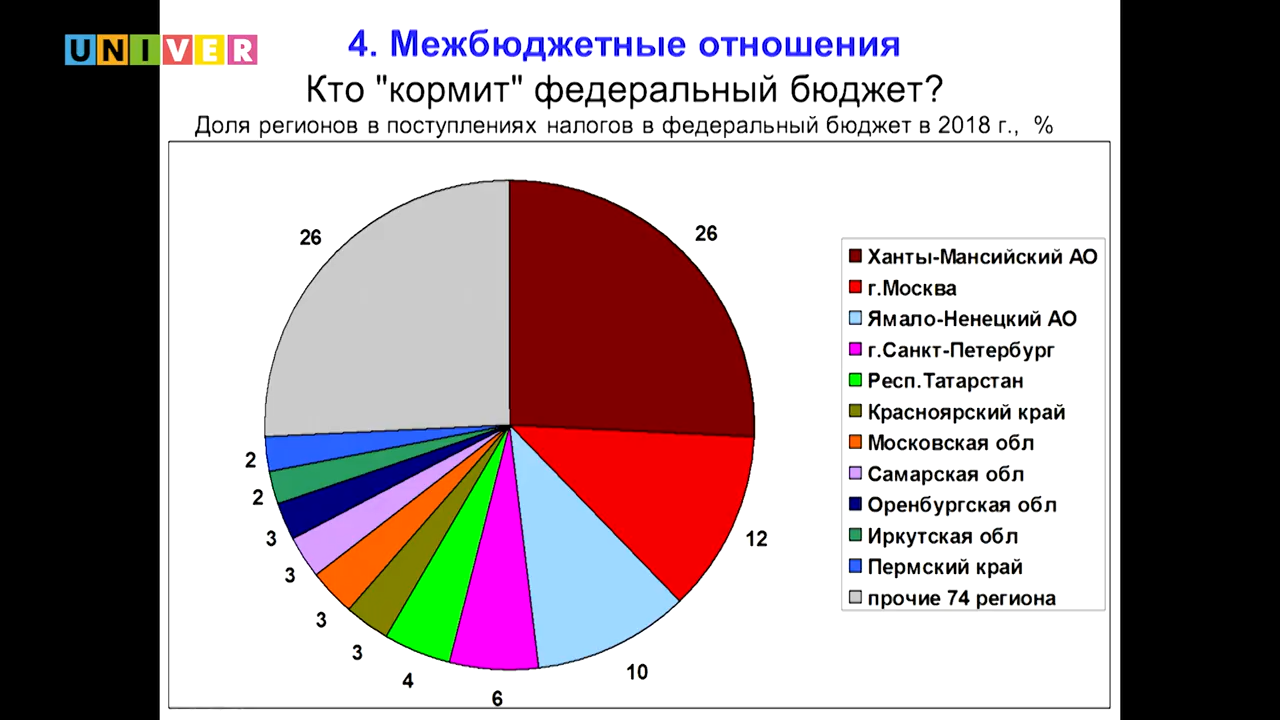 UNIVER
4. Межбюджетные отношения
Кто "кормит" федеральный бюджет?
Доля регионов в поступлениях налогов в федеральный бюджет в 2018 г., %
26
26
12
10
6
4
3
3
3
3
2
2
Ханты-Мансийский АО
г.Москва
Ямало-Ненецкий АО
г.Санкт-Петербург
Респ.Татарстан
Красноярский край
Московская обл
Самарская обл
Оренбургская обл
Иркутская обл
Пермский край
прочие 74 региона